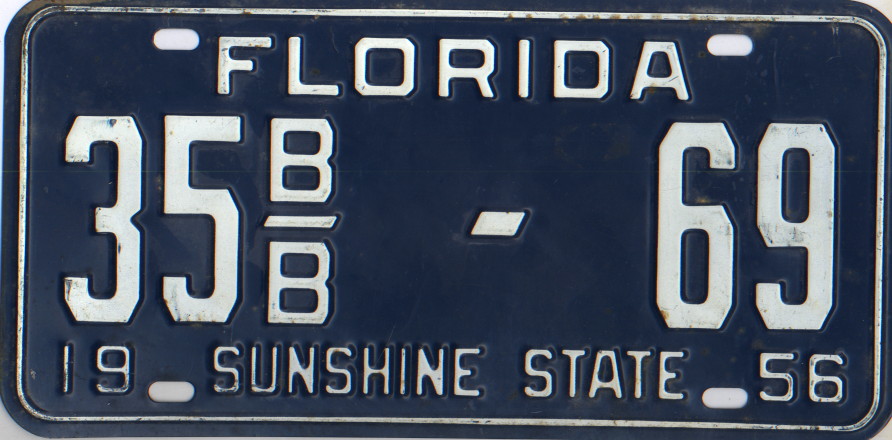 FLORIDA
35 B/B - 69
19 SUNSHINE STATE 56